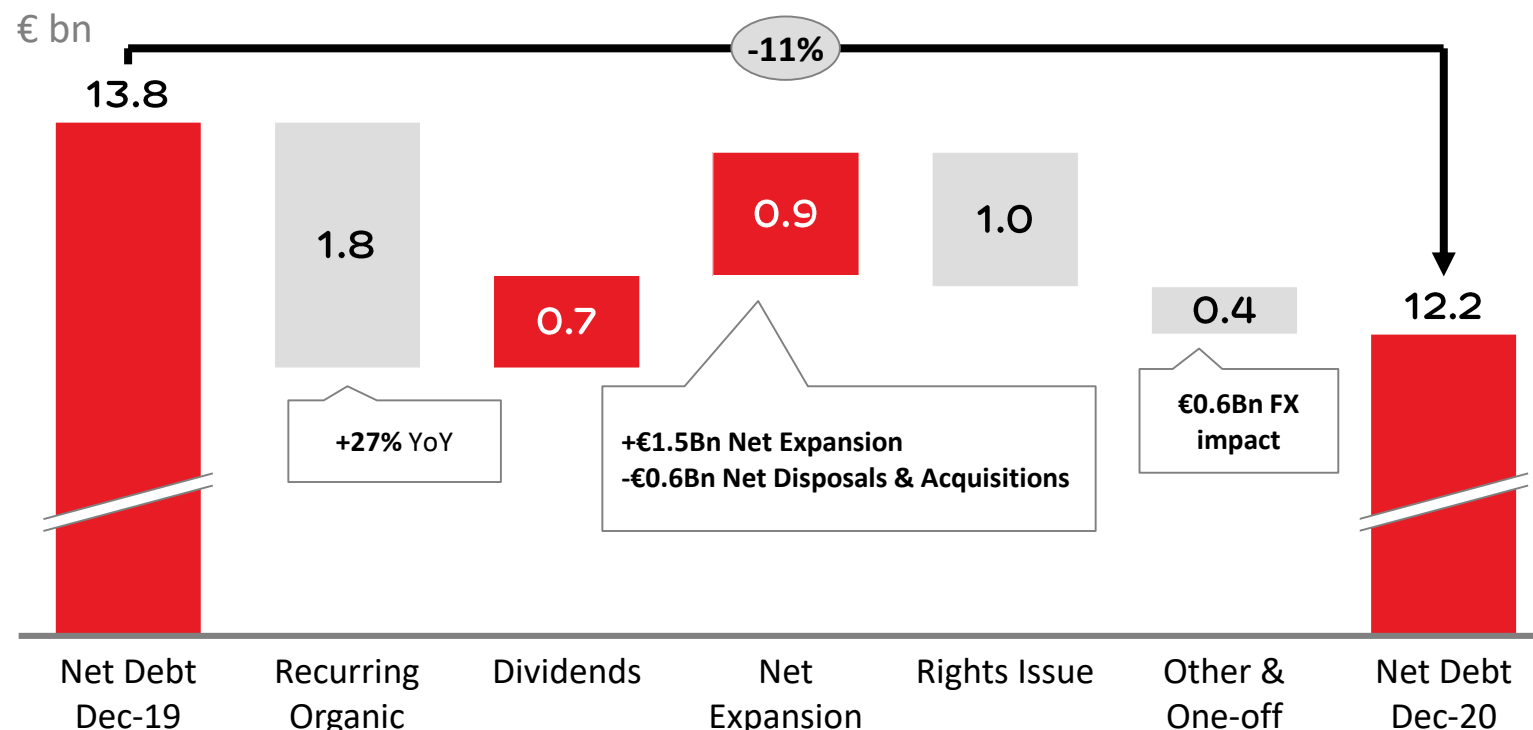 € bn
-11%
13.8
1.8
0.7
0.9
1.0
0.4
12.2
+27% YoY
+€1.5Bn Net Expansion
-€0.6Bn Net Disposals & Acquisitions
€0.6Bn FX
impact
Net Debt
Dec-19
Recurring
Organic
Dividends
Net
Expansion
Rights Issue
Other &
One-off
Net Debt
Dec-20